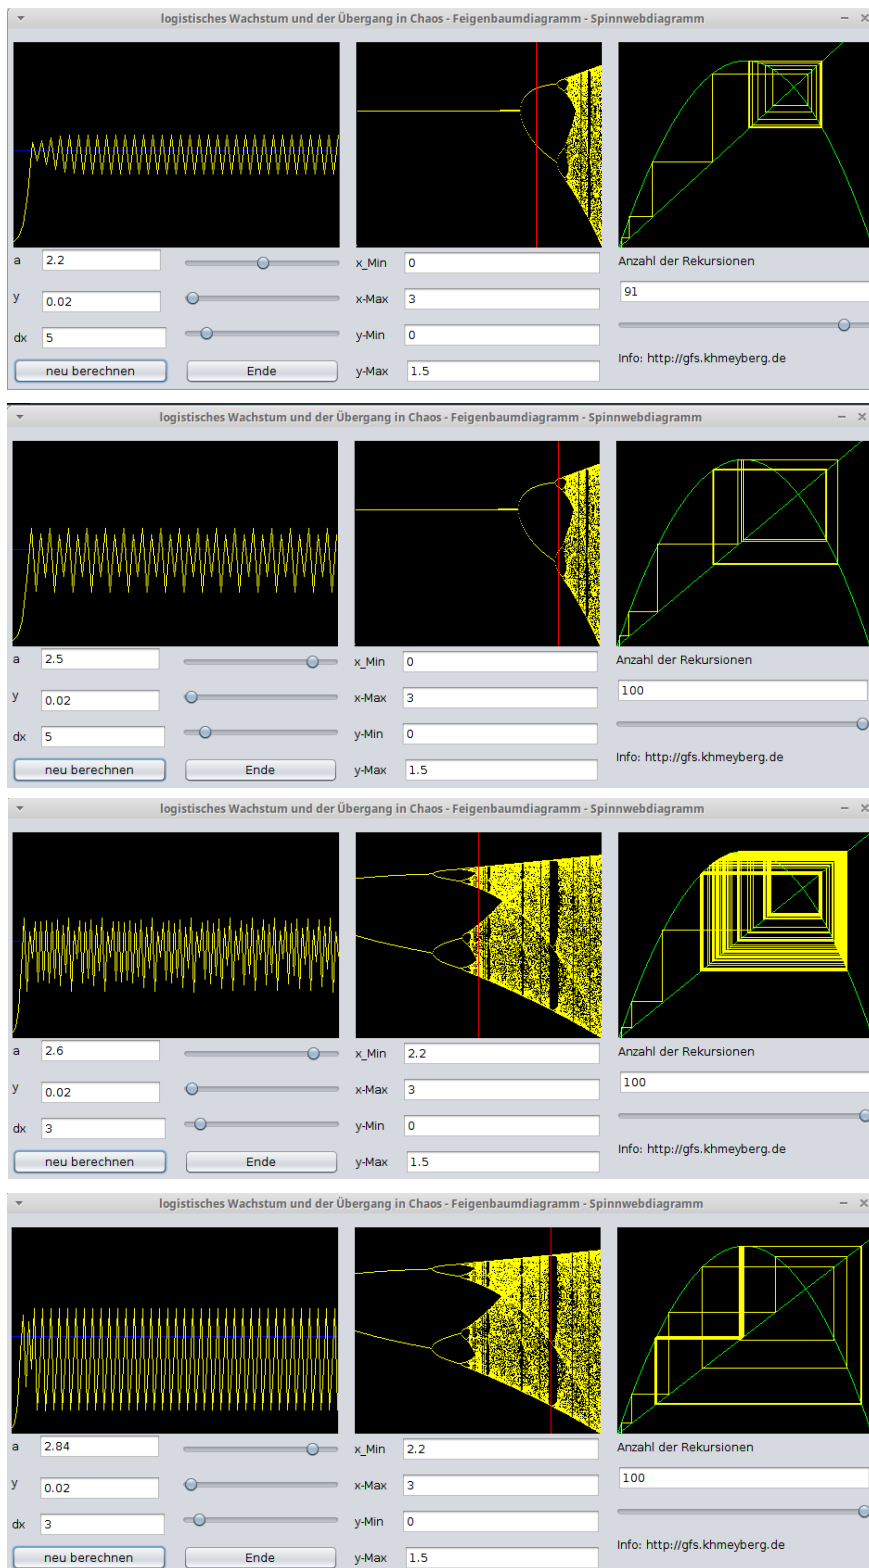 logistisches Wachstum und der Übergang in Chaos - Feigenbaumdiagramm - Spinnwebdiagramm
a 2.2 x_Min 0 Anzahl der Rekursionen
y 0.02 x-Max 3 91
dx 5 y-Min 0
Info: http://gfs.khmeyberg.de
neu berechnen Ende y-Max 1.5
logistisches Wachstum und der Übergang in Chaos - Feigenbaumdiagramm - Spinnwebdiagramm
a 2.5 x_Min 0 Anzahl der Rekursionen
y 0.02 x-Max 3 100
dx 5 y-Min 0
Info: http://gfs.khmeyberg.de
neu berechnen Ende y-Max 1.5
logistisches Wachstum und der Übergang in Chaos - Feigenbaumdiagramm - Spinnwebdiagramm
a 2.6 x_Min 2.2 Anzahl der Rekursionen
y 0.02 x-Max 3 100
dx 3 y-Min 0
Info: http://gfs.khmeyberg.de
neu berechnen Ende y-Max 1.5
logistisches Wachstum und der Übergang in Chaos - Feigenbaumdiagramm - Spinnwebdiagramm
a 2.84 x_Min 2.2 Anzahl der Rekursionen
y 0.02 x-Max 3 100
dx 3 y-Min 0
Info: http://gfs.khmeyberg.de
neu berechnen Ende y-Max 1.5